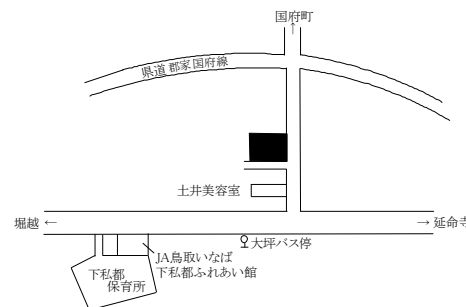 国府町
↑
県道 郡家国府線
土井美容室
堀越 ←
→ 延命寺
大坪バス停
JA鳥取いなば
下私都ふれあい館
下私都
保育所